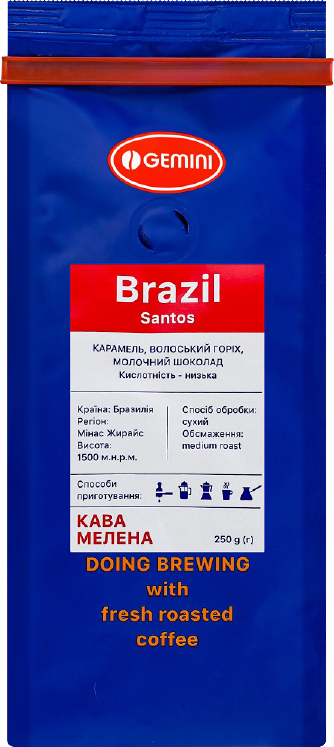 GEMINI
Brazil
Santos
КАРАМЕЛЬ, ВОЛОСЬКИЙ ГОРІХ,
МОЛОЧНИЙ ШОКОЛАД
Кислотність - низька
Країна: Бразилія
Регіон:
Мінас Жирайс
Висота:
1500 м.н.р.м.
Спосіб обробки:
сухий
Обсмаження:
medium roast
Способи
приготування:
КАВА
МЕЛЕНА
250 g (г)
DOING BREWING
with
fresh roasted
coffee